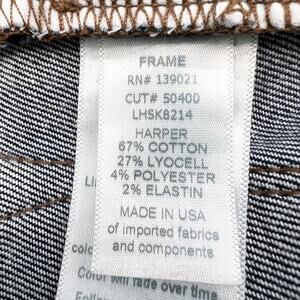 FRAME
RN# 139021
CUT# 50400
LHSK8214
HARPER
67% COTTON
27% LYOCELL
4% POLYESTER
2% ELASTIN
MADE IN USA
of imported fabrics
and components
Color will fade over time